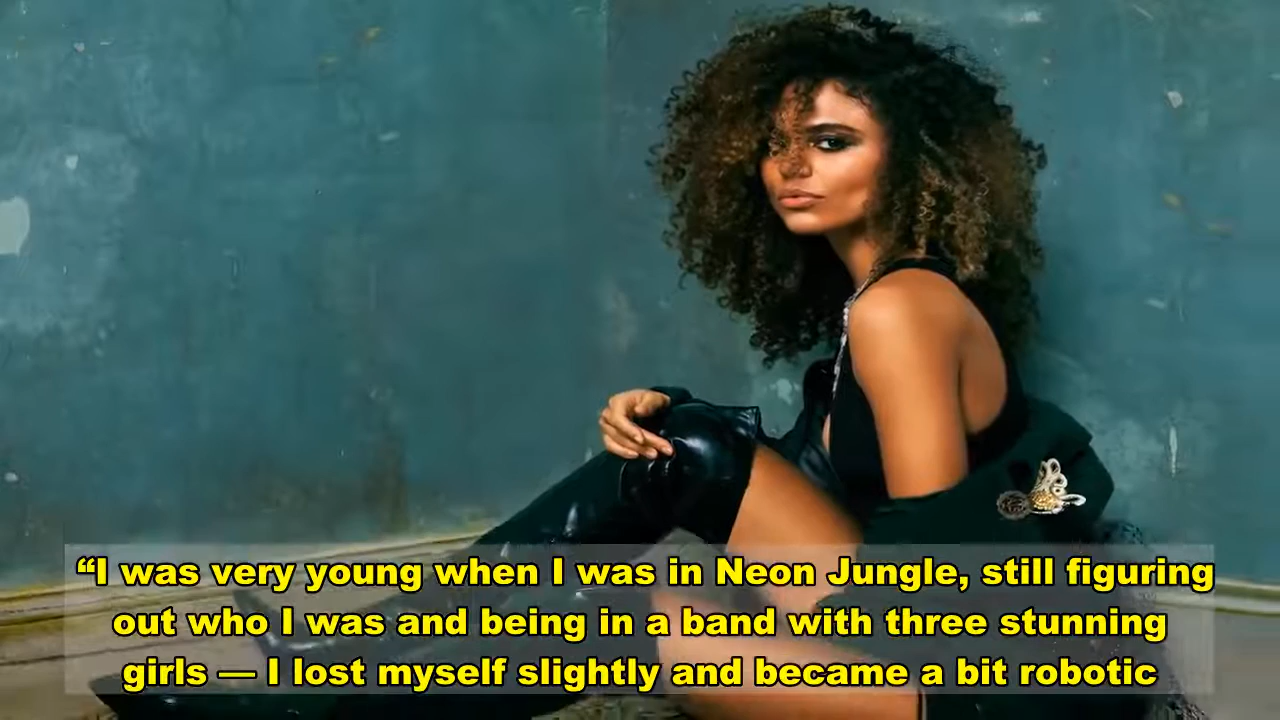 “I was very young when I was in Neon Jungle, still figuring
out who I was and being in a band with three stunning
girls — I lost myself slightly and became a bit robotic